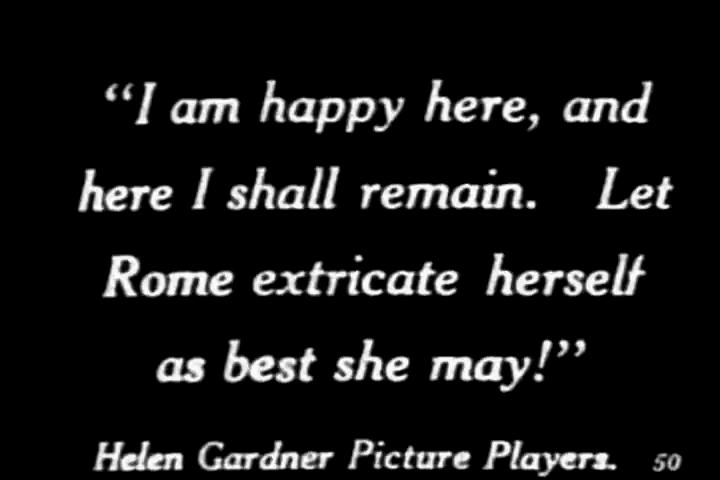 “I am happy here, and
here I shall remain. Let
Rome extricate herself
as best she may!”
Helen Gardner Picture Players. 50